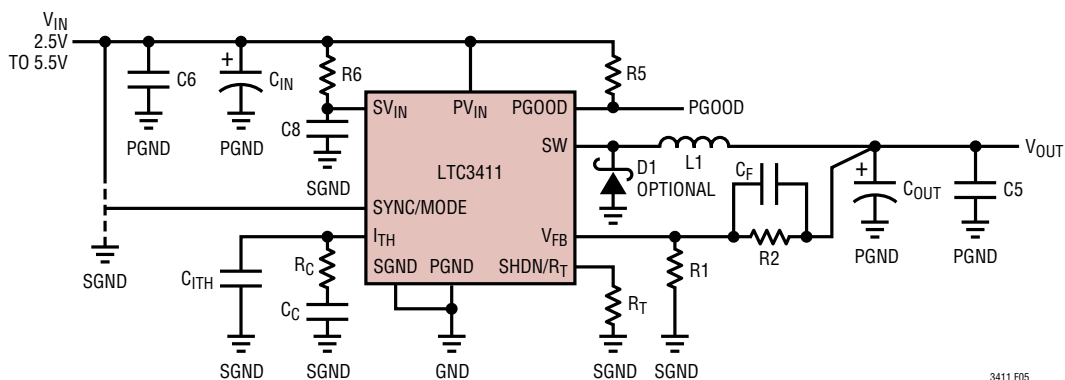 VIN
2.5V
TO 5.5V
C6
CIN
R6
R5
PGND
PGND
C8
SGND
SVIN
PVIN
PGOOD
PGOOD
SW
LTC3411
D1
OPTIONAL
L1
VOUT
CF
COUT
C5
SYNC/MODE
ITH
VFB
R2
R1
PGND
PGND
SGND
CITH
RC
CC
SGND
PGND
SHDN/RT
RT
SGND
SGND
GND
SGND
SGND
3411 F05
+
+